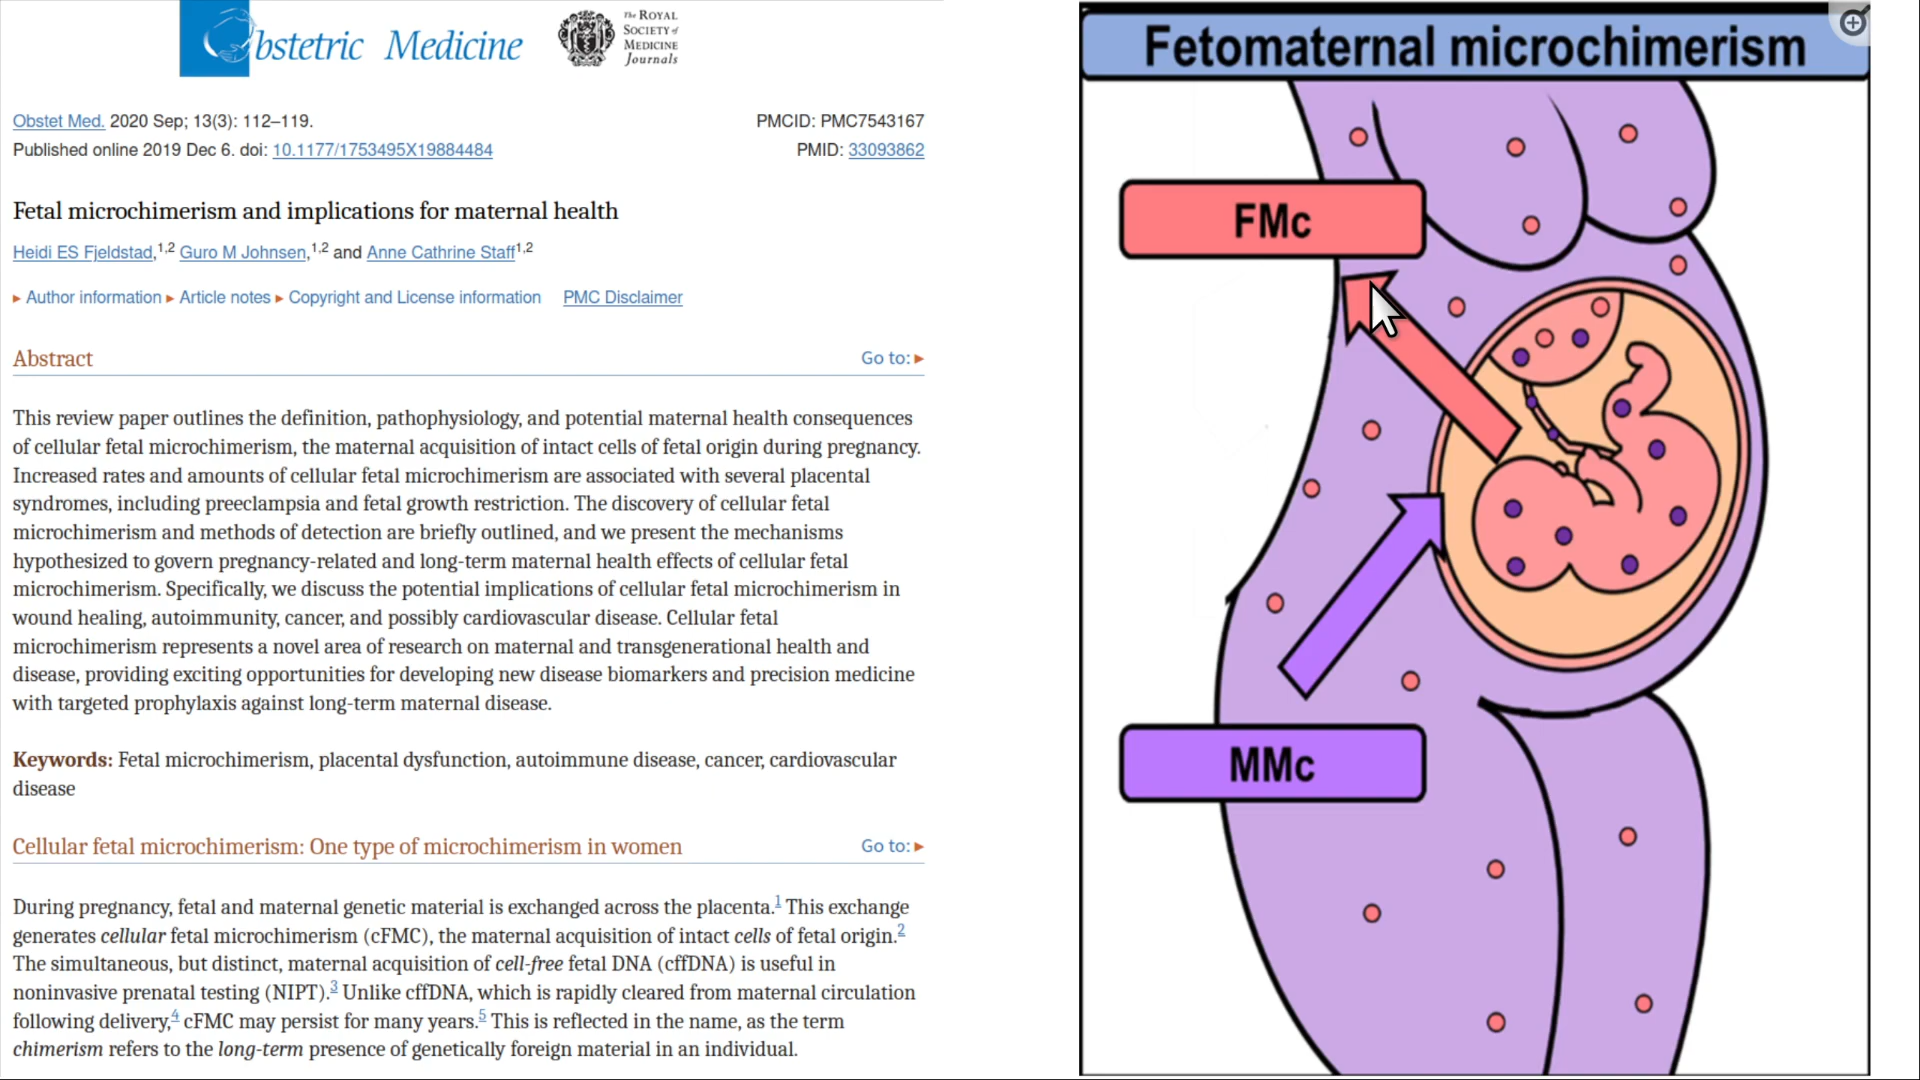 bstetric Medicine
The ROYAL
SOCIETY of
MEDICINE
Journals
Obstet Med. 2020 Sep; 13(3): 112–119.
PMCID: PMC7543167
Published online 2019 Dec 6. doi: 10.1177/1753495X19884484
PMID: 33093862
Fetal microchimerism and implications for maternal health
Heidi ES Fjeldstad,1,2 Guro M Johnsen,1,2 and Anne Cathrine Staff1,2
▸ Author information ▸ Article notes ▸ Copyright and License information PMC Disclaimer
Abstract
Go to: ▸
This review paper outlines the definition, pathophysiology, and potential maternal health consequences
of cellular fetal microchimerism, the maternal acquisition of intact cells of fetal origin during pregnancy.
Increased rates and amounts of cellular fetal microchimerism are associated with several placental
syndromes, including preeclampsia and fetal growth restriction. The discovery of cellular fetal
microchimerism and methods of detection are briefly outlined, and we present the mechanisms
hypothesized to govern pregnancy-related and long-term maternal health effects of cellular fetal
microchimerism. Specifically, we discuss the potential implications of cellular fetal microchimerism in
wound healing, autoimmunity, cancer, and possibly cardiovascular disease. Cellular fetal
microchimerism represents a novel area of research on maternal and transgenerational health and
disease, providing exciting opportunities for developing new disease biomarkers and precision medicine
with targeted prophylaxis against long-term maternal disease.
Keywords: Fetal microchimerism, placental dysfunction, autoimmune disease, cancer, cardiovascular
disease
Cellular fetal microchimerism: One type of microchimerism in women
Go to: ▸
During pregnancy, fetal and maternal genetic material is exchanged across the placenta.1 This exchange
generates cellular fetal microchimerism (cFMC), the maternal acquisition of intact cells of fetal origin.2
The simultaneous, but distinct, maternal acquisition of cell-free fetal DNA (cffDNA) is useful in
noninvasive prenatal testing (NIPT).3 Unlike cffDNA, which is rapidly cleared from maternal circulation
following delivery,4 cFMC may persist for many years.5 This is reflected in the name, as the term
chimerism refers to the long-term presence of genetically foreign material in an individual.
Fetomaternal microchimerism
FMc
MMc